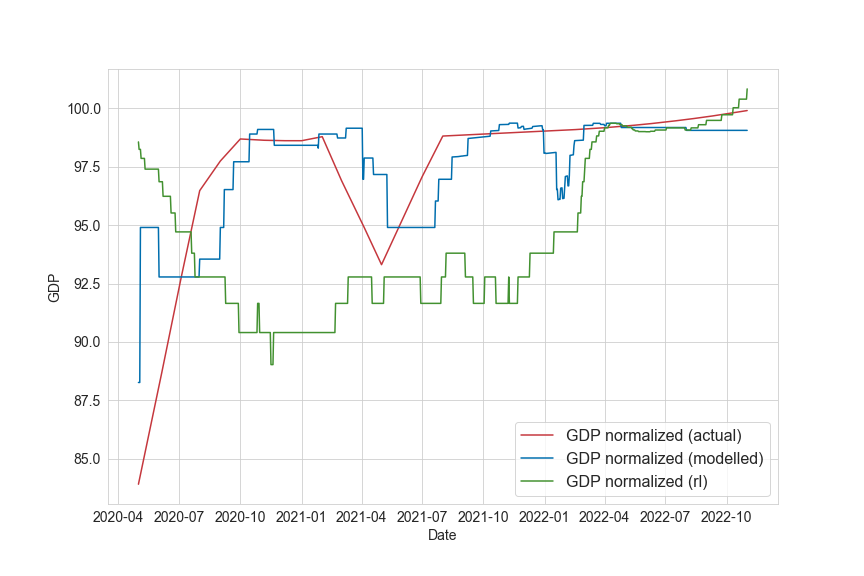 100.0
97.5
95.0
92.5
90.0
87.5
85.0
GDP
GDP normalized (actual)
GDP normalized (modelled)
GDP normalized (rl)
2020-04 2020-07 2020-10 2021-01 2021-04 2021-07 2021-10 2022-01 2022-04 2022-07 2022-10
Date